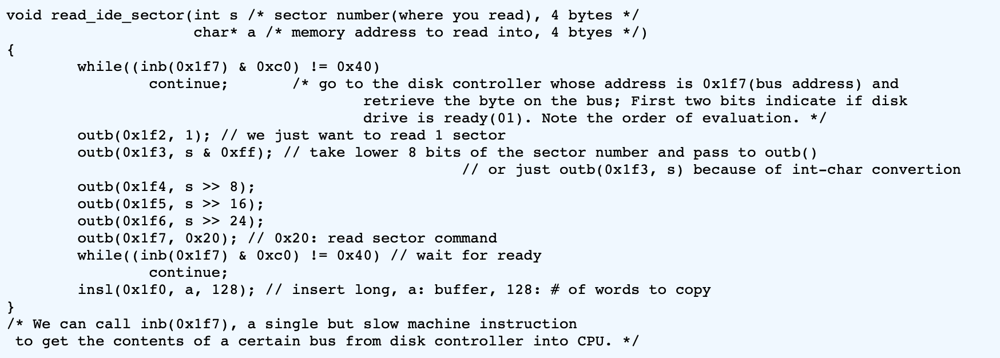 void read_ide_sector(int s /* sector number(where you read), 4 bytes */
                     char* a /* memory address to read into, 4 btyes */)
{
        while((inb(0x1f7) & 0xc0) != 0x40)
                continue;       /* go to the disk controller whose address is 0x1f7(bus address) and
                                        retrieve the byte on the bus; First two bits indicate if disk
                                        drive is ready(01). Note the order of evaluation. */
        outb(0x1f2, 1); // we just want to read 1 sector
        outb(0x1f3, s & 0xff); // take lower 8 bits of the sector number and pass to outb()
                                                   // or just outb(0x1f3, s) because of int-char convertion
        outb(0x1f4, s >> 8);
        outb(0x1f5, s >> 16);
        outb(0x1f6, s >> 24);
        outb(0x1f7, 0x20); // 0x20: read sector command
        while((inb(0x1f7) & 0xc0) != 0x40) // wait for ready
                continue;
        insl(0x1f0, a, 128); // insert long, a: buffer, 128: # of words to copy
}
/* We can call inb(0x1f7), a single but slow machine instruction
 to get the contents of a certain bus from disk controller into CPU. */